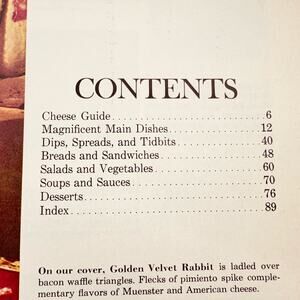 CONTENTS
Cheese Guide . . . . . . . . . . . . . . . . . . . . . . 6
Magnificent Main Dishes . . . . . . . . . . . . . 12
Dips, Spreads, and Tidbits . . . . . . . . . . . . 40
Breads and Sandwiches . . . . . . . . . . . . . . 48
Salads and Vegetables . . . . . . . . . . . . . . . 60
Soups and Sauces . . . . . . . . . . . . . . . . . . 70
Desserts . . . . . . . . . . . . . . . . . . . . . . . . . 76
Index . . . . . . . . . . . . . . . . . . . . . . . . . . . 89
On our cover, Golden Velvet Rabbit is ladled over
bacon waffle triangles. Flecks of pimiento spike comple-
mentary flavors of Muenster and American cheese.